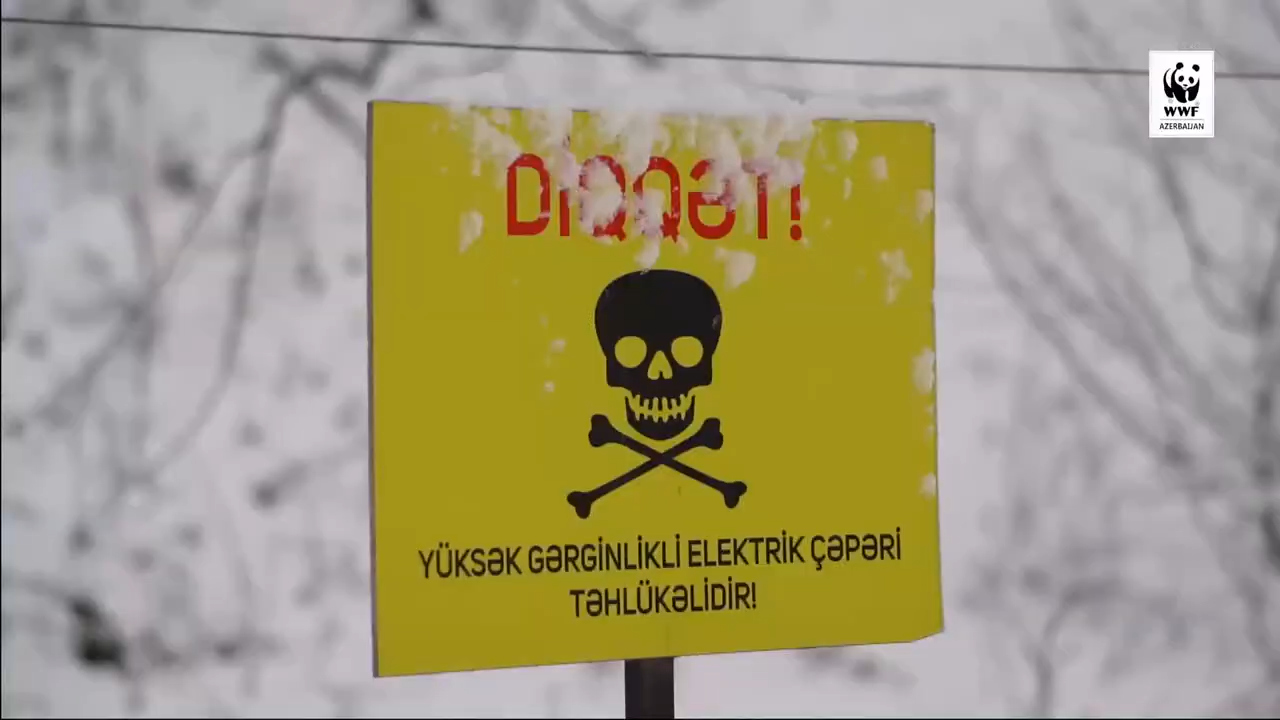 WWF
AZERBAIJAN
DİQQƏT!
YÜKSƏK GƏRGİNLİKLİ ELEKTRİK ÇƏPƏRİ
TƏHLÜKƏLİDİR!